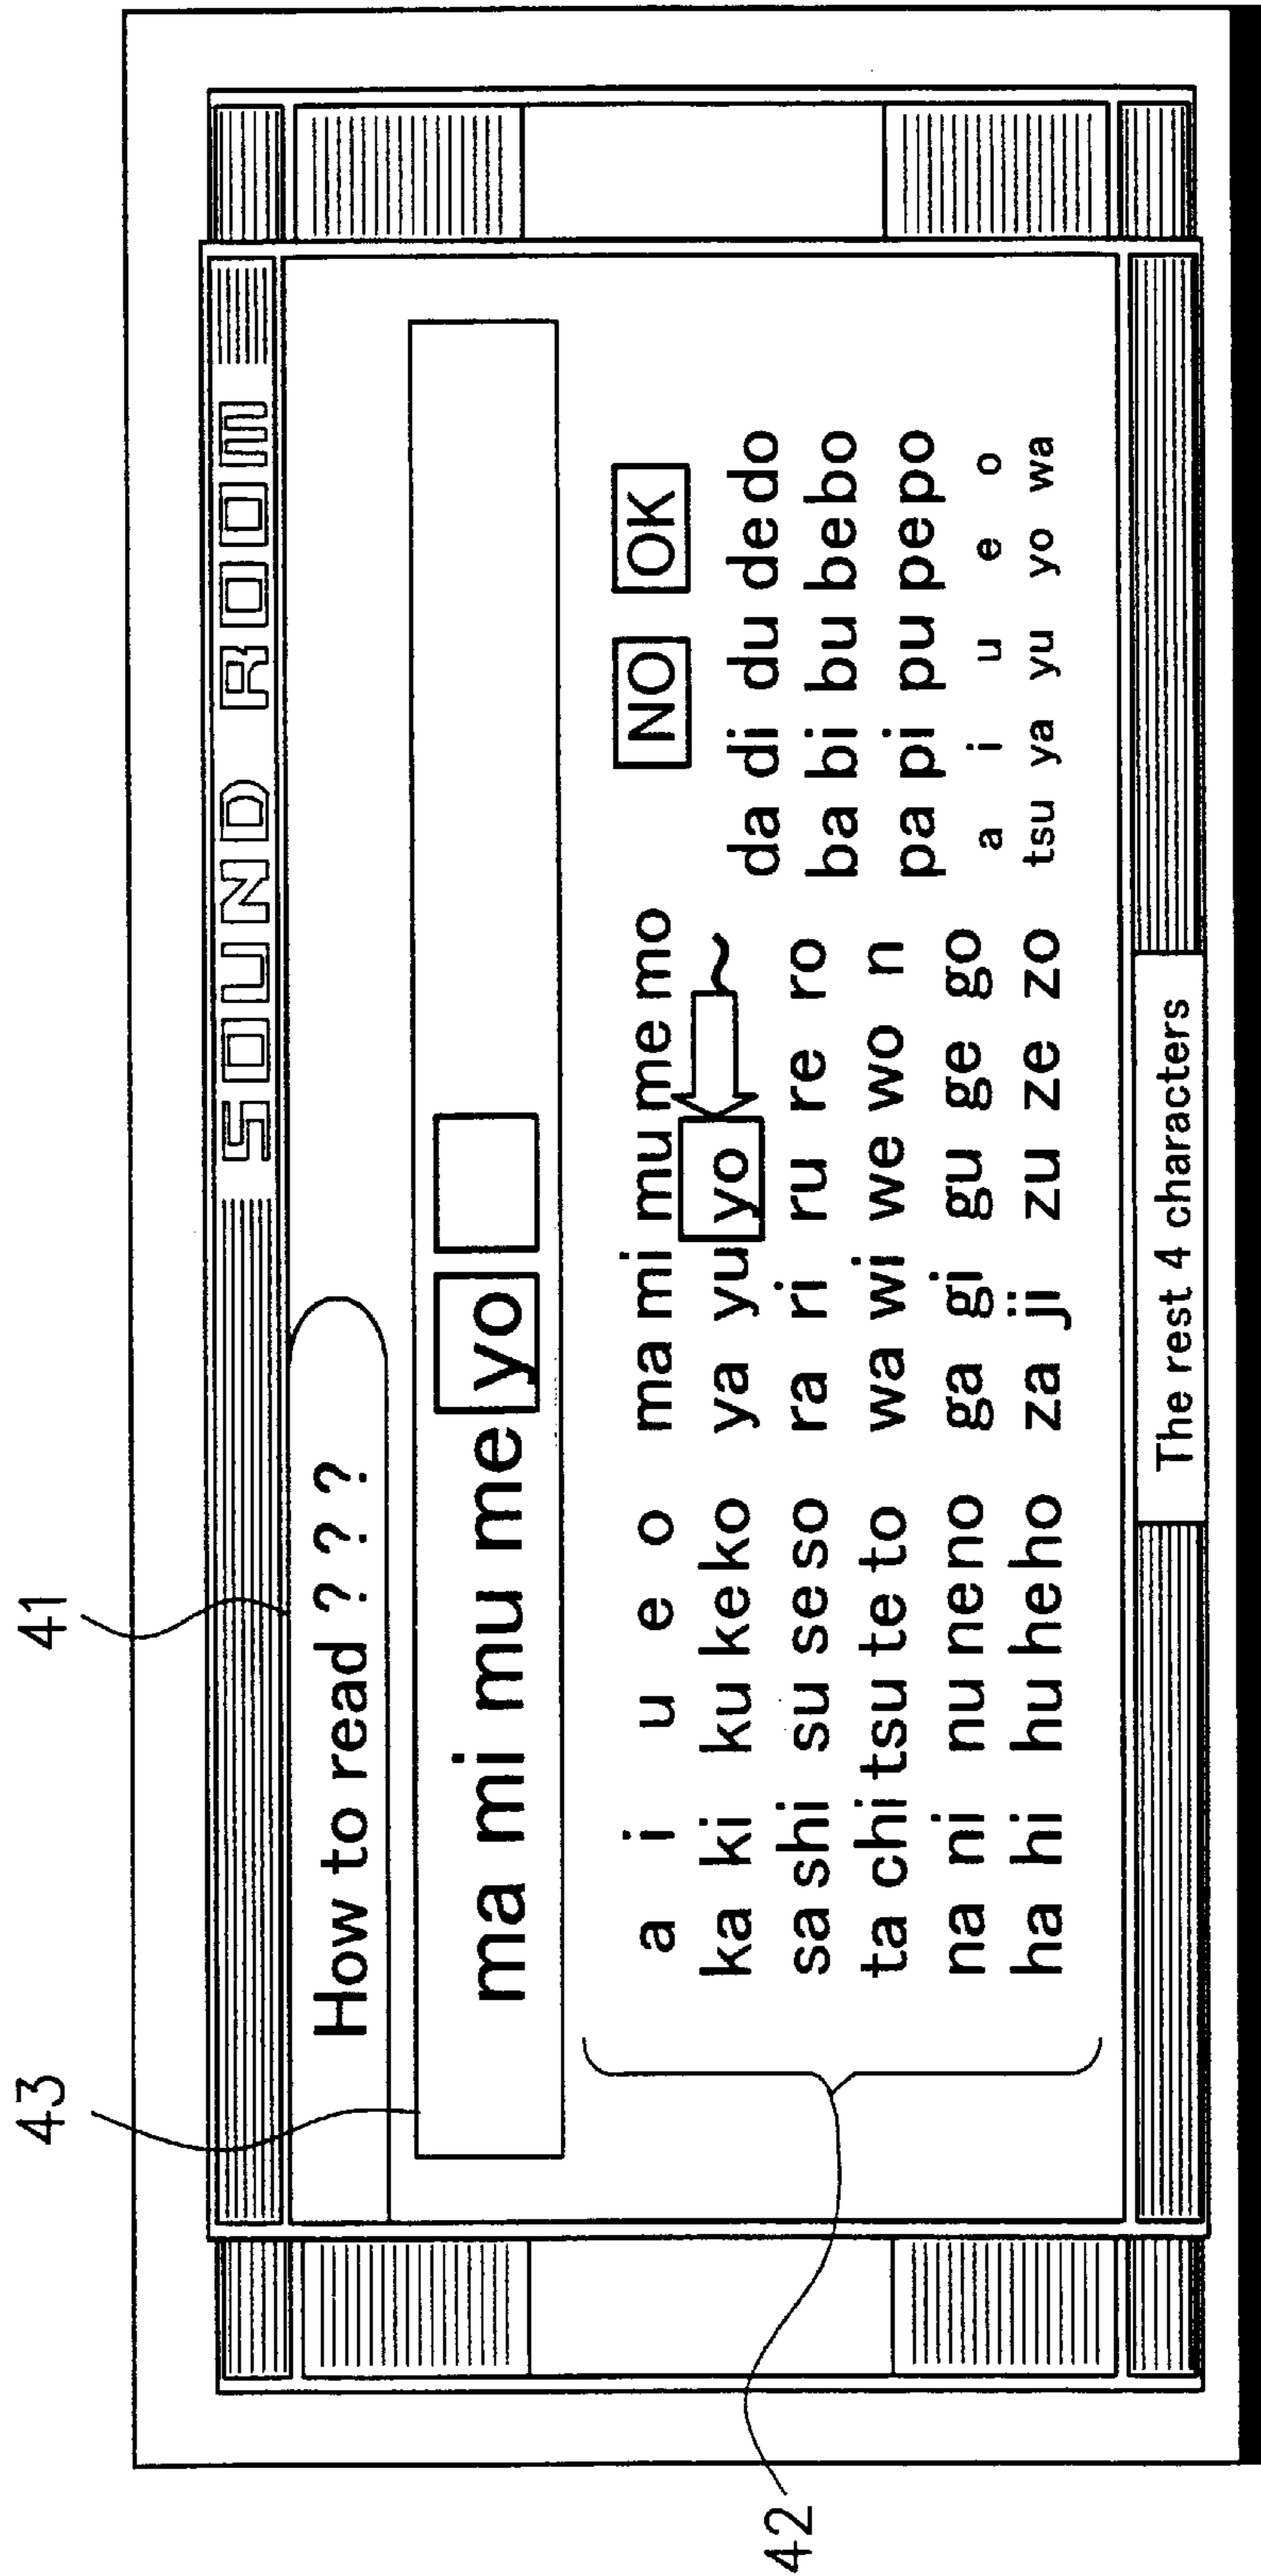 41
43
42
SOUND ROOM
How to read ? ? ?
ma mi mu me yo
NO OK
a i u e o ma mi mu me mo
ka ki ku ke ko ya yu yo ~ da di du de do
sa shi su se so ra ri ru re ro ba bi bu be bo
ta chi tsu te to wa wi we wo n pa pi pu pe po
na ni nu ne no ga gi gu ge go a i u e o
ha hi hu he ho za ji zu ze zo tsu ya yu yo wa
The rest 4 characters